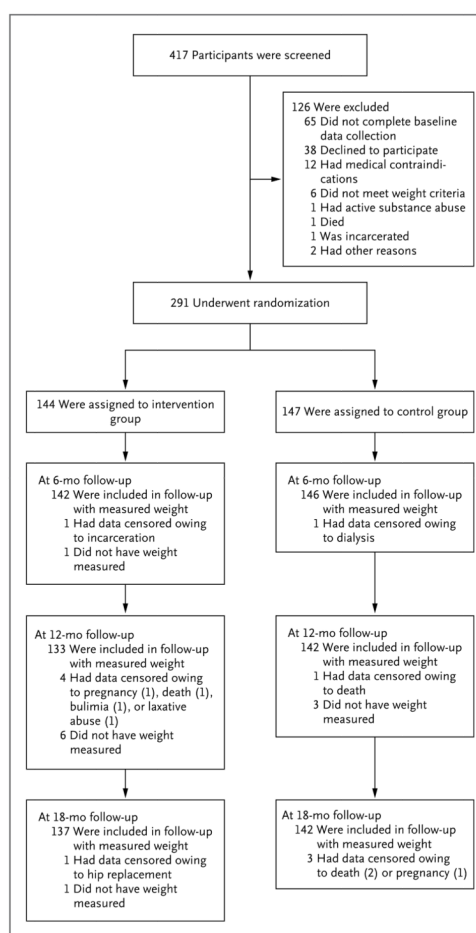 417 Participants were screened
126 Were excluded
65 Did not complete baseline
data collection
38 Declined to participate
12 Had medical contraindi-
cations
6 Did not meet weight criteria
1 Had active substance abuse
1 Died
1 Was incarcerated
2 Had other reasons
291 Underwent randomization
144 Were assigned to intervention
group
147 Were assigned to control group
At 6-mo follow-up
142 Were included in follow-up
with measured weight
1 Had data censored owing
to incarceration
1 Did not have weight
measured
At 6-mo follow-up
146 Were included in follow-up
with measured weight
1 Had data censored owing
to dialysis
At 12-mo follow-up
133 Were included in follow-up
with measured weight
4 Had data censored owing
to pregnancy (1), death (1),
bulimia (1), or laxative
abuse (1)
6 Did not have weight
measured
At 12-mo follow-up
142 Were included in follow-up
with measured weight
1 Had data censored owing
to death
3 Did not have weight
measured
At 18-mo follow-up
137 Were included in follow-up
with measured weight
1 Had data censored owing
to hip replacement
1 Did not have weight
measured
At 18-mo follow-up
142 Were included in follow-up
with measured weight
3 Had data censored owing
to death (2) or pregnancy (1)